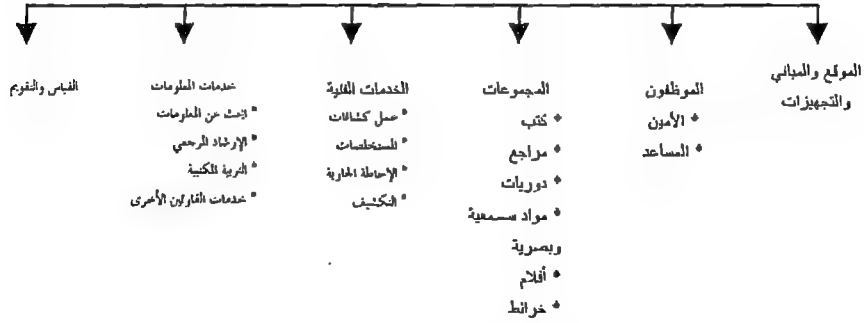 الموقع والمباني
والتجهيزات
الموظفون
* الأمين
* المساعد
المجموعات
* كتب
* مراجع
* دوريات
* مواد سمعية
وبصرية
* أفلام
* خرائط
الخدمات الفنية
* عمل كشافات
* المستخلصات
* الإحاطة الجارية
* التكشيف
خدمات المعلومات
* البحث عن المعلومات
* الإرشاد المرجعي
* التربية المكتبية
* خدمات القارئين الأخرى
القياس والتقويم